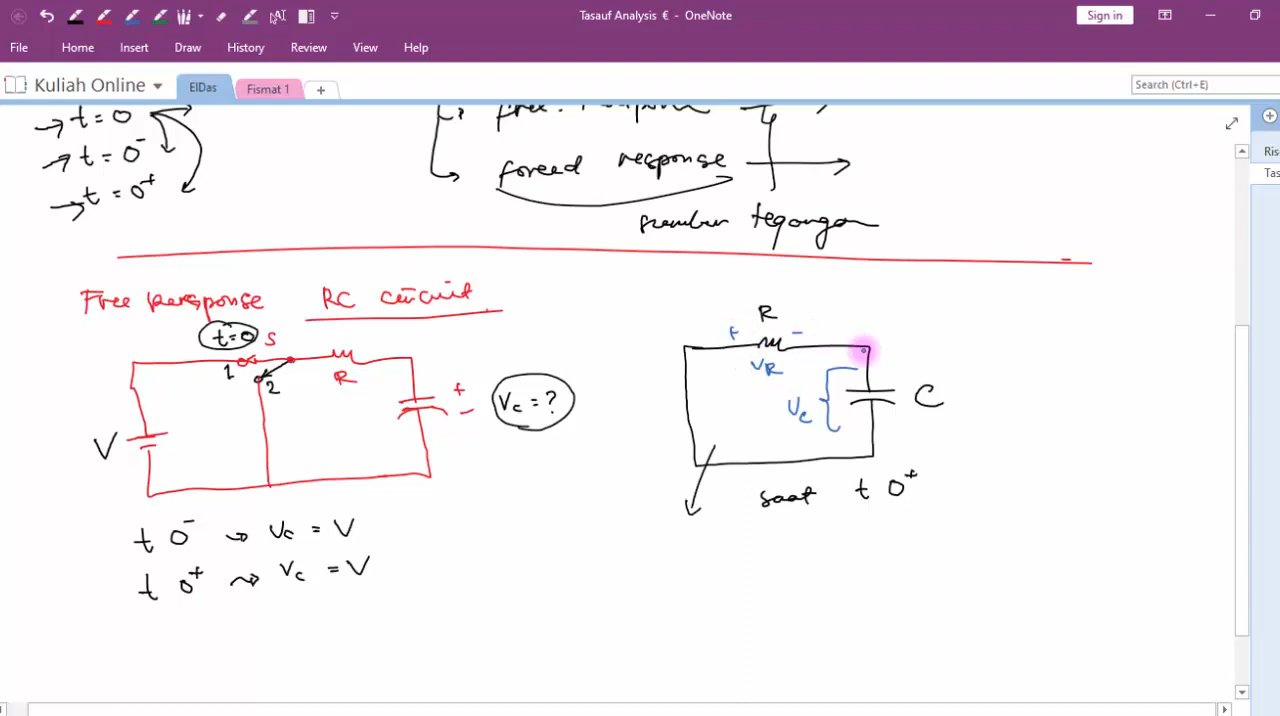 Tasauf Analysis € - OneNote
Sign in
File Home Insert Draw History Review View Help
Kuliah Online ElDas Fismat 1 +
Search (Ctrl+E)
t = 0
t = 0⁻
t = 0⁺
forced response
sumber tegangan
Ris
Tas
Free Response RC circuit
t=0 S
1
2
R
V
+
-
Vc = ?
t 0⁻ → Vc = V
t 0⁺ → Vc = V
R
+ -
VR
Vc
C
saat t 0⁺